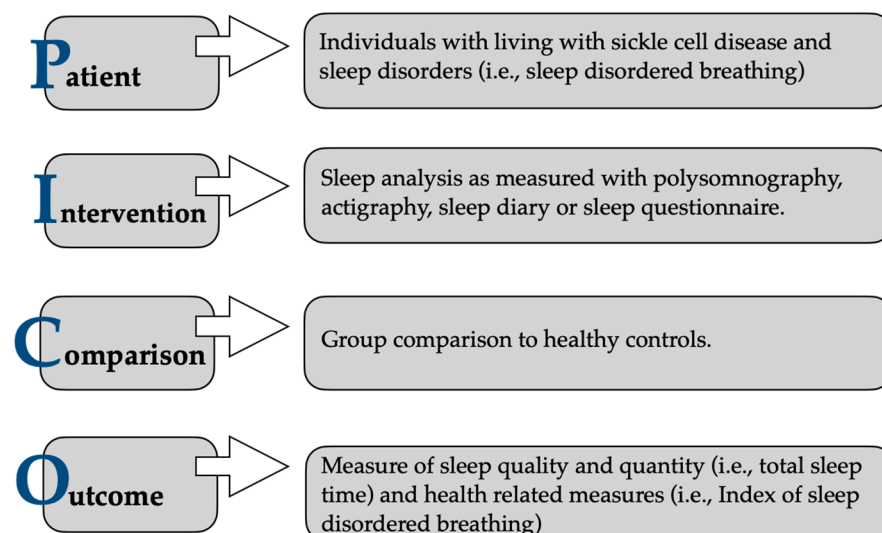 Patient
Individuals with living with sickle cell disease and
sleep disorders (i.e., sleep disordered breathing)
Intervention
Sleep analysis as measured with polysomnography,
actigraphy, sleep diary or sleep questionnaire.
Comparison
Group comparison to healthy controls.
Outcome
Measure of sleep quality and quantity (i.e., total sleep
time) and health related measures (i.e., Index of sleep
disordered breathing)